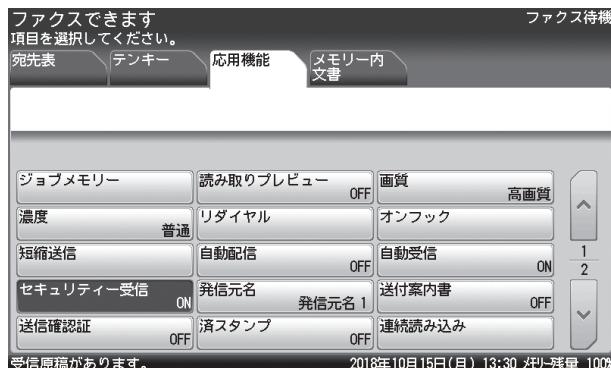 ファクスできます
ファクス待機
項目を選択してください。
宛先表
テンキー
応用機能
メモリー内
文書
ジョブメモリー
読み取りプレビュー
OFF
画質
高画質
濃度
普通
リダイヤル
オンフック
短縮送信
自動配信
OFF
自動受信
ON
1
2
セキュリティー受信
ON
発信元名
発信元名 1
送付案内書
OFF
送信確認証
OFF
済スタンプ
OFF
連続読み込み
受信原稿があります。
2018年10月15日(月) 13:30 メモリー残量 100%